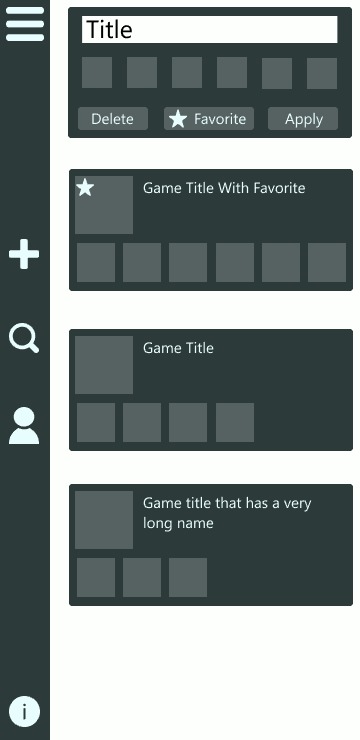 Title
Delete
Favorite
Apply
Game Title With Favorite
Game Title
Game title that has a very
long name
i